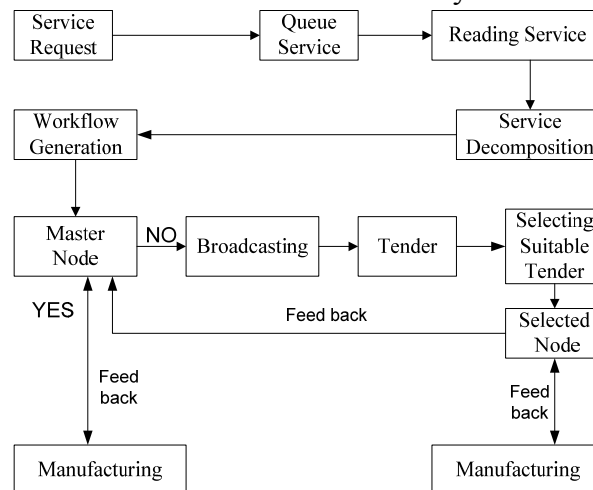 Service
Request
Queue
Service
Reading Service
Workflow
Generation
Service
Decomposition
Master
Node
NO
Broadcasting
Tender
Selecting
Suitable
Tender
YES
Feed back
Selected
Node
Feed
back
Feed
back
Manufacturing
Manufacturing